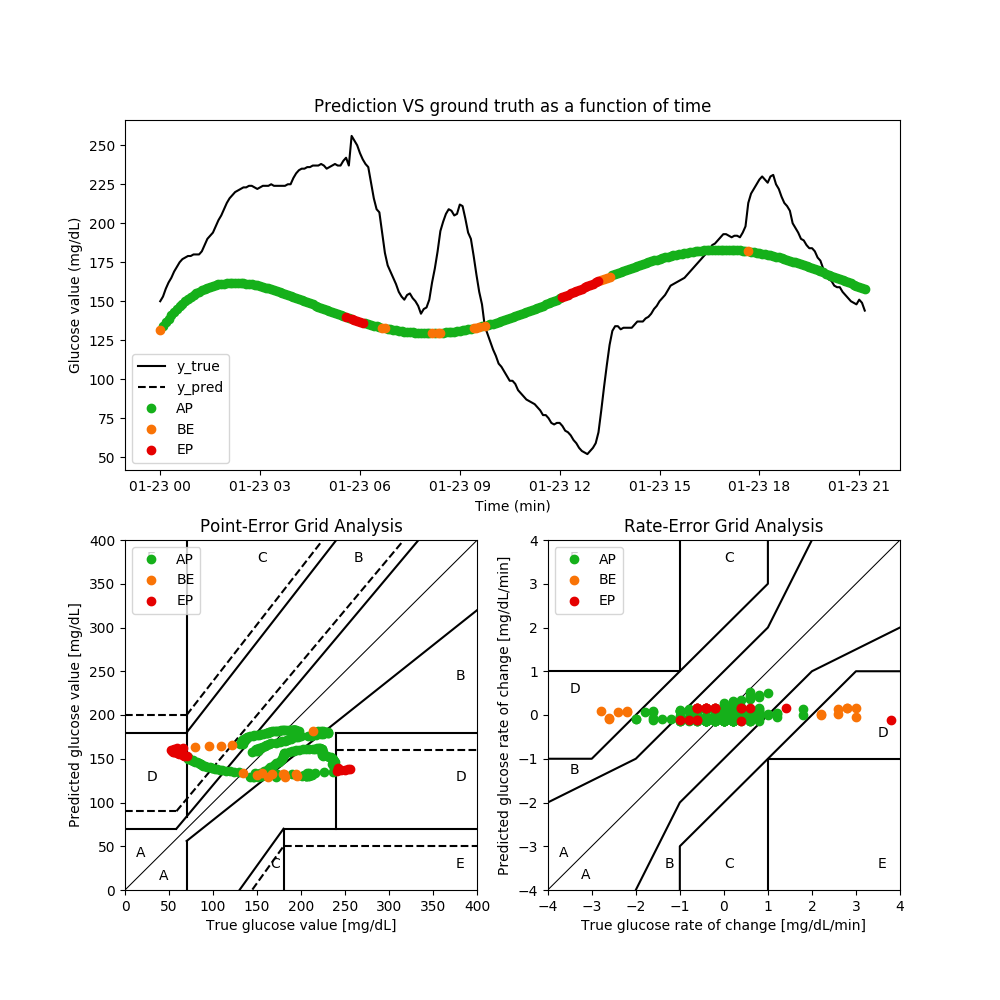 Prediction VS ground truth as a function of time
Glucose value (mg/dL)
250
225
200
175
150
125
100
75
50
y_true
y_pred
AP
BE
EP
01-23 00 01-23 03 01-23 06 01-23 09 01-23 12 01-23 15 01-23 18 01-23 21
Time (min)
Point-Error Grid Analysis
Predicted glucose value [mg/dL]
400
350
300
250
200
150
100
50
0
AP
BE
EP
C B
B
D D
A
A C E
0 50 100 150 200 250 300 350 400
True glucose value [mg/dL]
Rate-Error Grid Analysis
Predicted glucose rate of change [mg/dL/min]
4
3
2
1
0
−1
−2
−3
−4
AP
BE
EP
C
D
D
B
A
A B C E
−4 −3 −2 −1 0 1 2 3 4
True glucose rate of change [mg/dL/min]